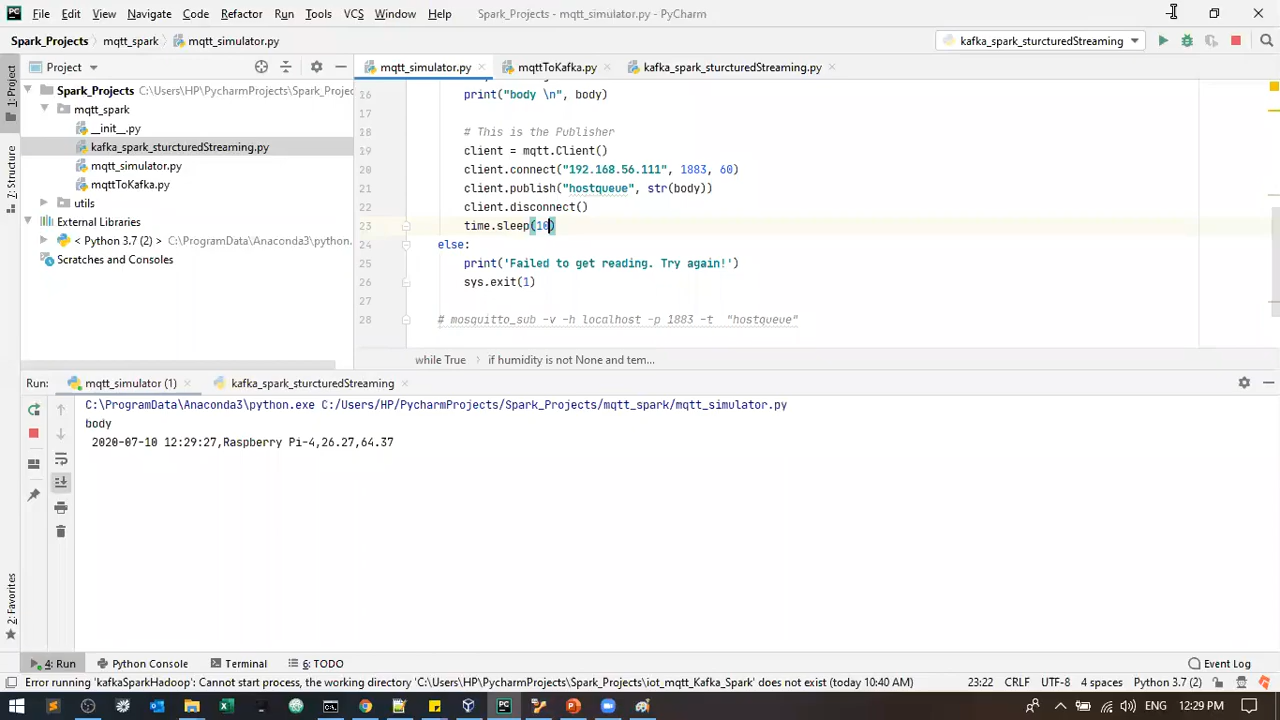 File Edit View Navigate Code Refactor Run Tools VCS Window Help Spark_Projects - mqtt_simulator.py - PyCharm
Spark_Projects mqtt_spark mqtt_simulator.py kafka_spark_sturcturedStreaming
1: Project
Project
mqtt_simulator.py mqttToKafka.py kafka_spark_sturcturedStreaming.py
Spark_Projects C:\Users\HP\PycharmProjects\Spark_Projec
mqtt_spark
__init__.py
kafka_spark_sturcturedStreaming.py
mqtt_simulator.py
mqttToKafka.py
utils
External Libraries
< Python 3.7 (2) > C:\ProgramData\Anaconda3\python.
Scratches and Consoles
7: Structure
16 print("body \n", body)
17
18 # This is the Publisher
19 client = mqtt.Client()
20 client.connect("192.168.56.111", 1883, 60)
21 client.publish("hostqueue", str(body))
22 client.disconnect()
23 time.sleep(10)
24 else:
25 print('Failed to get reading. Try again!')
26 sys.exit(1)
27
28 # mosquitto_sub -v -h localhost -p 1883 -t "hostqueue"
while True if humidity is not None and tem...
Run: mqtt_simulator (1) kafka_spark_sturcturedStreaming
C:\ProgramData\Anaconda3\python.exe C:/Users/HP/PycharmProjects/Spark_Projects/mqtt_spark/mqtt_simulator.py
body
2020-07-10 12:29:27,Raspberry Pi-4,26.27,64.37
2: Favorites
4: Run Python Console Terminal 6: TODO Event Log
Error running 'kafkaSparkHadoop': Cannot start process, the working directory 'C:\Users\HP\PycharmProjects\Spark_Projects\iot_mqtt_Kafka_Spark' does not exist (today 10:40 AM) 23:22 CRLF UTF-8 4 spaces Python 3.7 (2)
ENG 12:29 PM